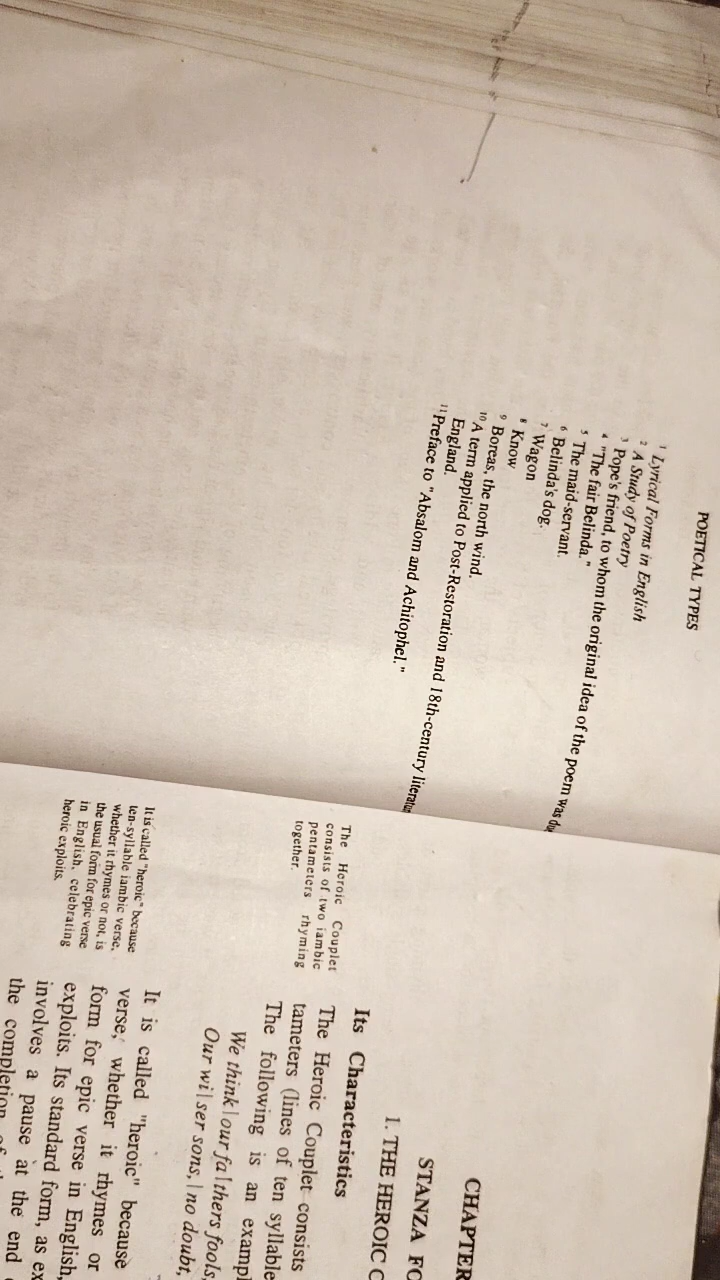 POETICAL TYPES
¹ Lyrical Forms in English
² A Study of Poetry
³ Pope's friend, to whom the original idea of the poem was
⁴ "The fair Belinda."
⁵ The maid-servant.
⁶ Belinda's dog.
⁷ Wagon
⁸ Know
⁹ Boreas, the north wind.
¹⁰ A term applied to Post-Restoration and 18th-century
England.
¹¹ Preface to "Absalom and Achitophel."
CHAPTER
STANZA
1. THE HEROIC
Its Characteristics
The Heroic Couplet
consists of two iambic
pentameters rhyming
together.
The Heroic Couplet consists
tameters (lines of ten
The following is an
We think | our fa | thers fools,
Our wi | ser sons, | no doubt,
It is called "heroic" because
ten-syllable iambic verse,
whether it rhymes or not, is
the usual form for epic verse
in English, celebrating
heroic exploits.
It is called "heroic" because
verse, whether it rhymes or
form for epic verse in English,
exploits. Its standard form, as
involves a pause at the end
the completion of